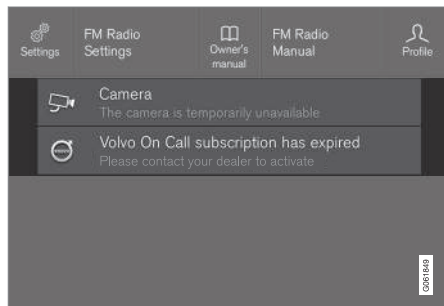 Settings
FM Radio
Settings
Owner's
manual
FM Radio
Manual
Profile
Camera
The camera is temporarily unavailable
Volvo On Call subscription has expired
Please contact your dealer to activate
G061849